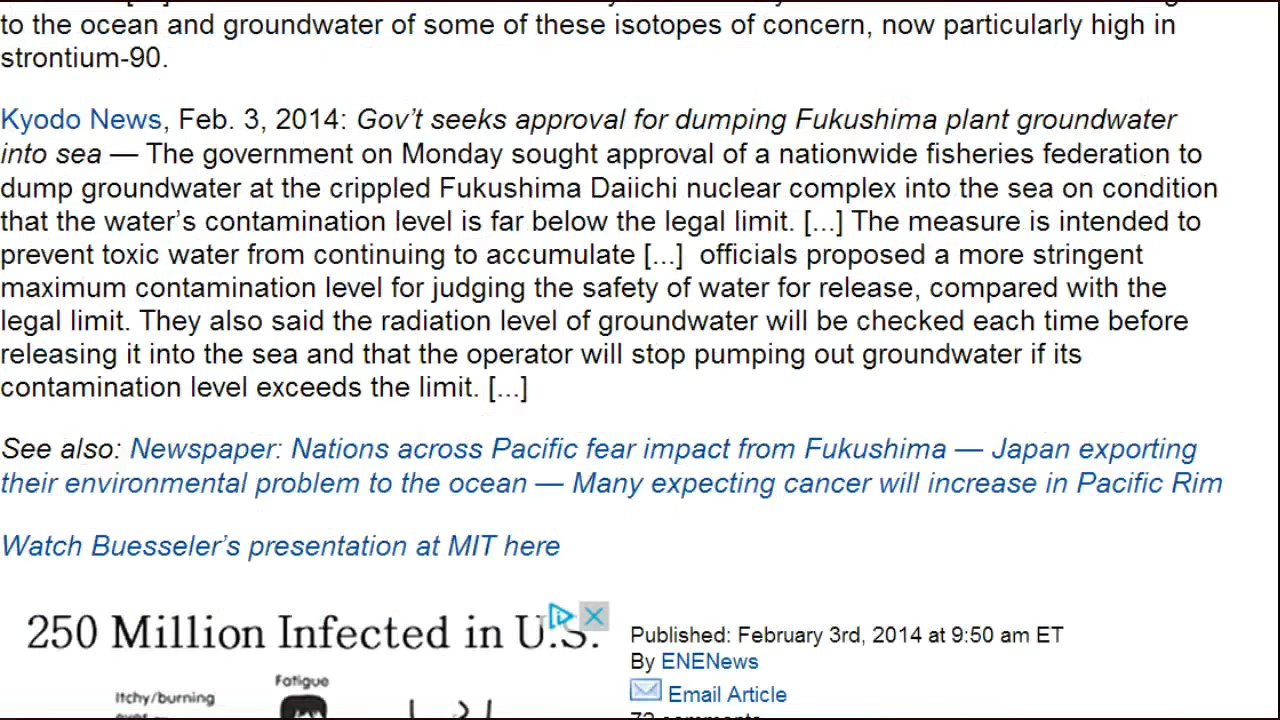 to the ocean and groundwater of some of these isotopes of concern, now particularly high in
strontium-90.
Kyodo News, Feb. 3, 2014: Gov’t seeks approval for dumping Fukushima plant groundwater
into sea — The government on Monday sought approval of a nationwide fisheries federation to
dump groundwater at the crippled Fukushima Daiichi nuclear complex into the sea on condition
that the water’s contamination level is far below the legal limit. [...] The measure is intended to
prevent toxic water from continuing to accumulate [...]  officials proposed a more stringent
maximum contamination level for judging the safety of water for release, compared with the
legal limit. They also said the radiation level of groundwater will be checked each time before
releasing it into the sea and that the operator will stop pumping out groundwater if its
contamination level exceeds the limit. [...]
See also: Newspaper: Nations across Pacific fear impact from Fukushima — Japan exporting
their environmental problem to the ocean — Many expecting cancer will increase in Pacific Rim
Watch Buesseler’s presentation at MIT here
250 Million Infected in U.S.
Fatigue
Itchy/burning
Published: February 3rd, 2014 at 9:50 am ET
By ENENews
Email Article